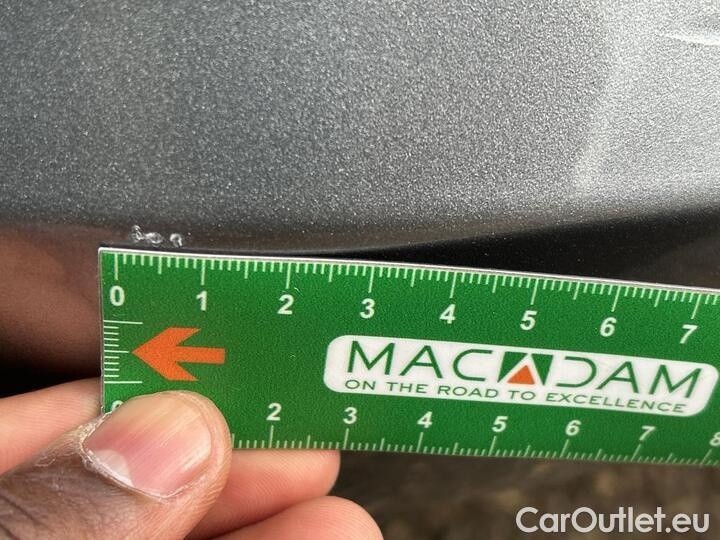 0 1 2 3 4 5 6 7
MACADAM
ON THE ROAD TO EXCELLENCE
2 3 4 5 6 7 8
CarOutlet.eu